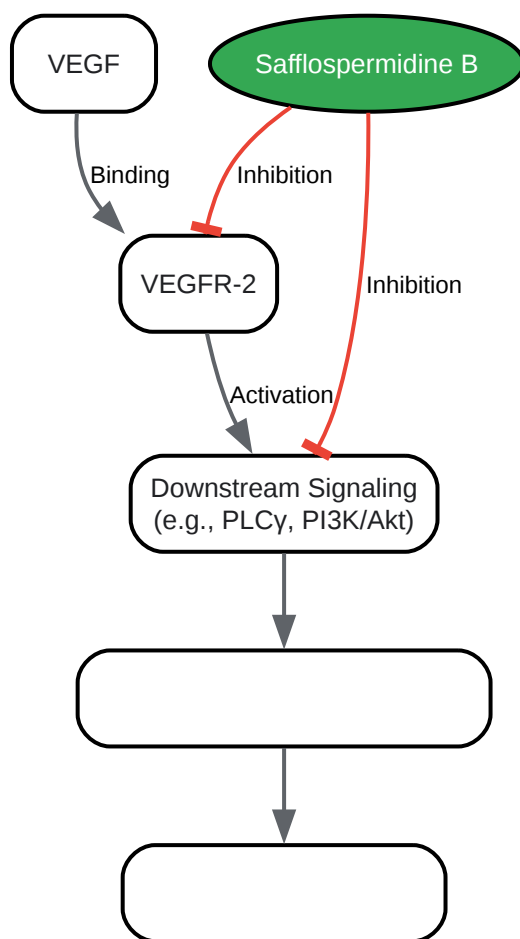 VEGF
Safflospermidine B
Binding
Inhibition
VEGFR-2
Inhibition
Activation
Downstream Signaling
(e.g., PLCγ, PI3K/Akt)